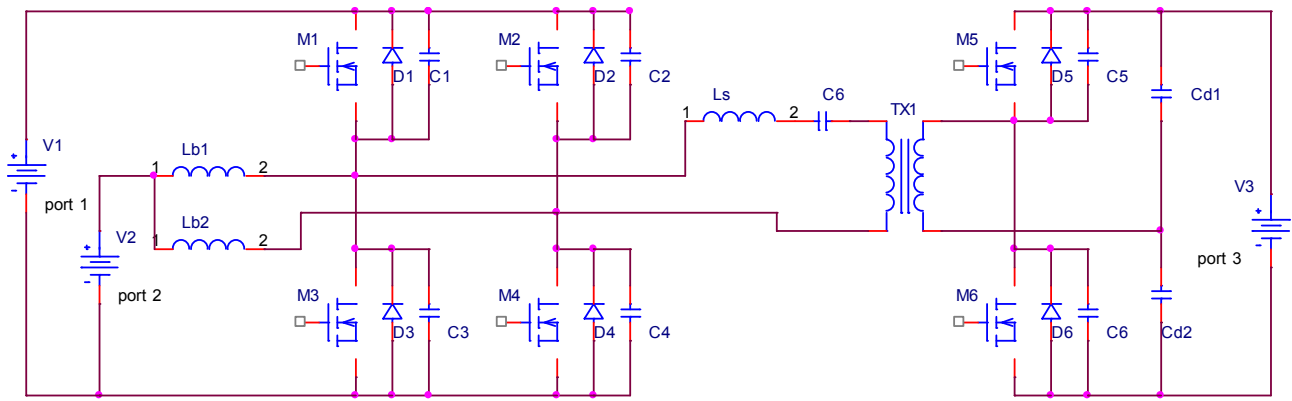 M1
D1
C1
M2
D2
C2
M5
D5
C5
Cd1
Ls
1
2
C6
TX1
V1
+
-
port 1
Lb1
1
2
V2
+
-
port 2
Lb2
1
2
V3
+
-
port 3
M3
D3
C3
M4
D4
C4
M6
D6
C6
Cd2